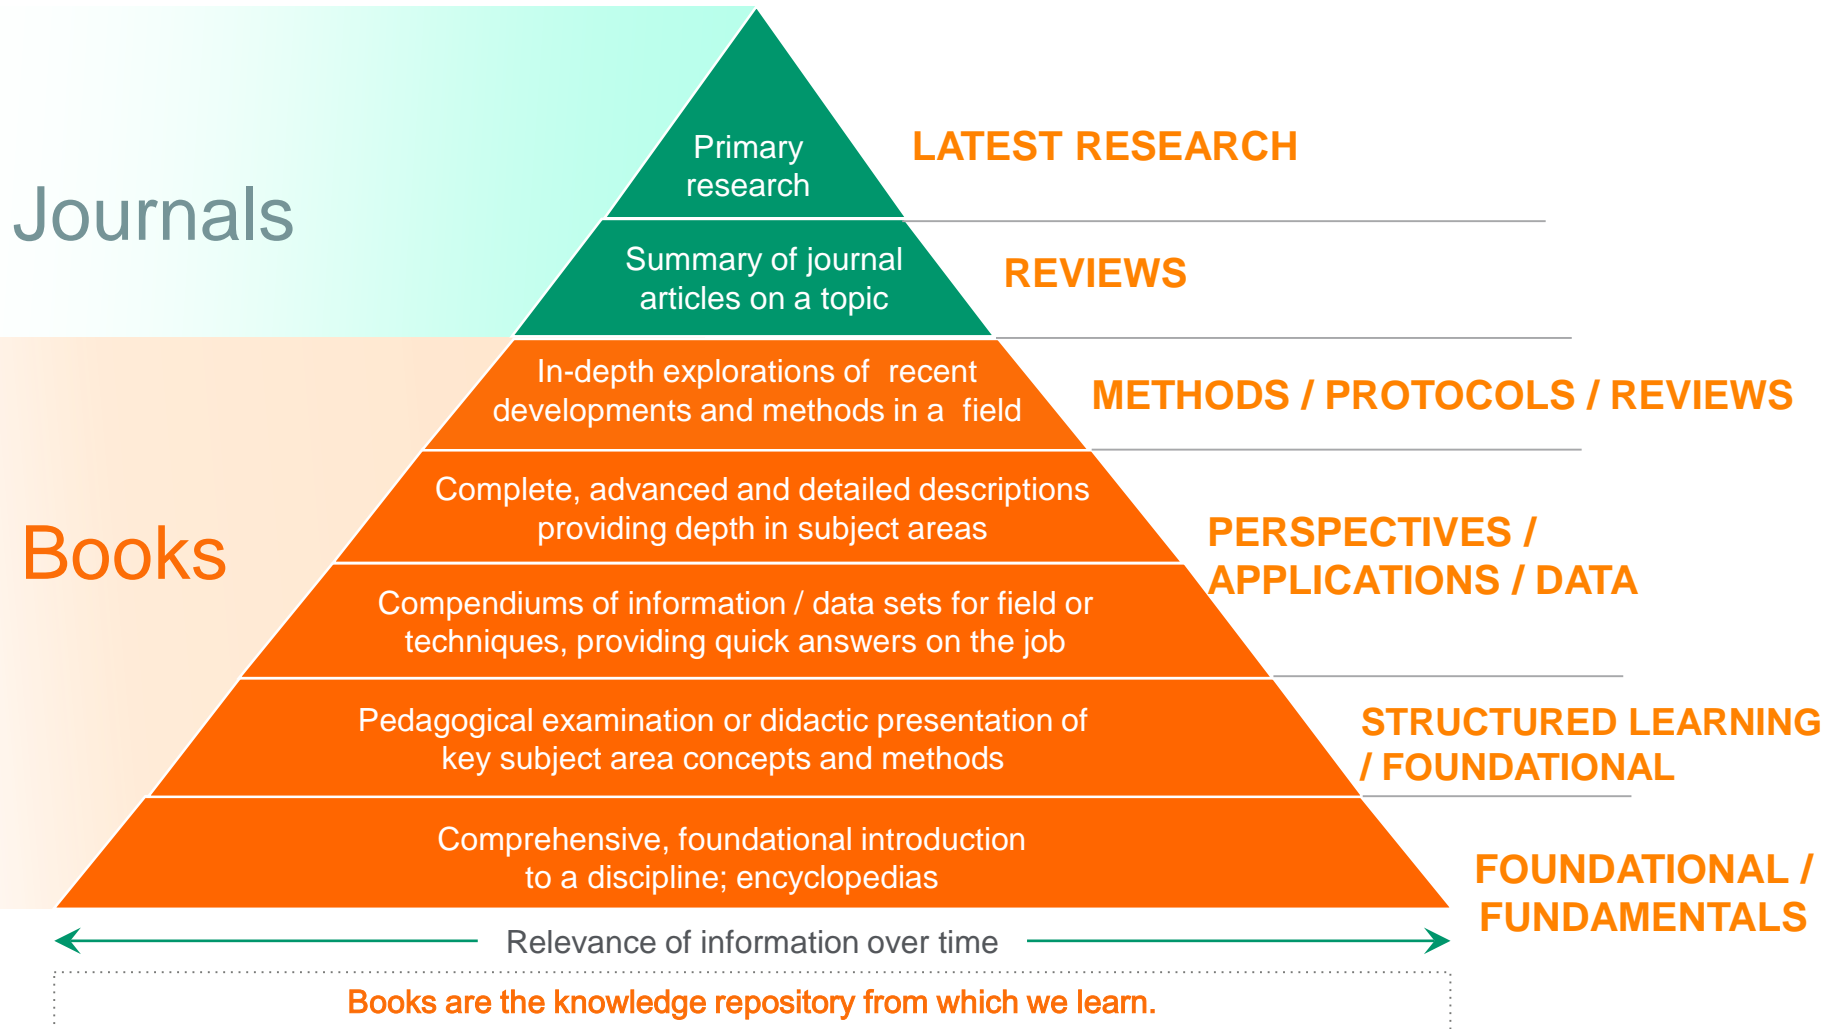 Journals
Primary
research
LATEST RESEARCH
Summary of journal
articles on a topic
REVIEWS
Books
In-depth explorations of recent
developments and methods in a field
METHODS / PROTOCOLS / REVIEWS
Complete, advanced and detailed descriptions
providing depth in subject areas
PERSPECTIVES /
APPLICATIONS / DATA
Compendiums of information / data sets for field or
techniques, providing quick answers on the job
Pedagogical examination or didactic presentation of
key subject area concepts and methods
STRUCTURED LEARNING
/ FOUNDATIONAL
Comprehensive, foundational introduction
to a discipline; encyclopedias
FOUNDATIONAL /
FUNDAMENTALS
Relevance of information over time
Books are the knowledge repository from which we learn.